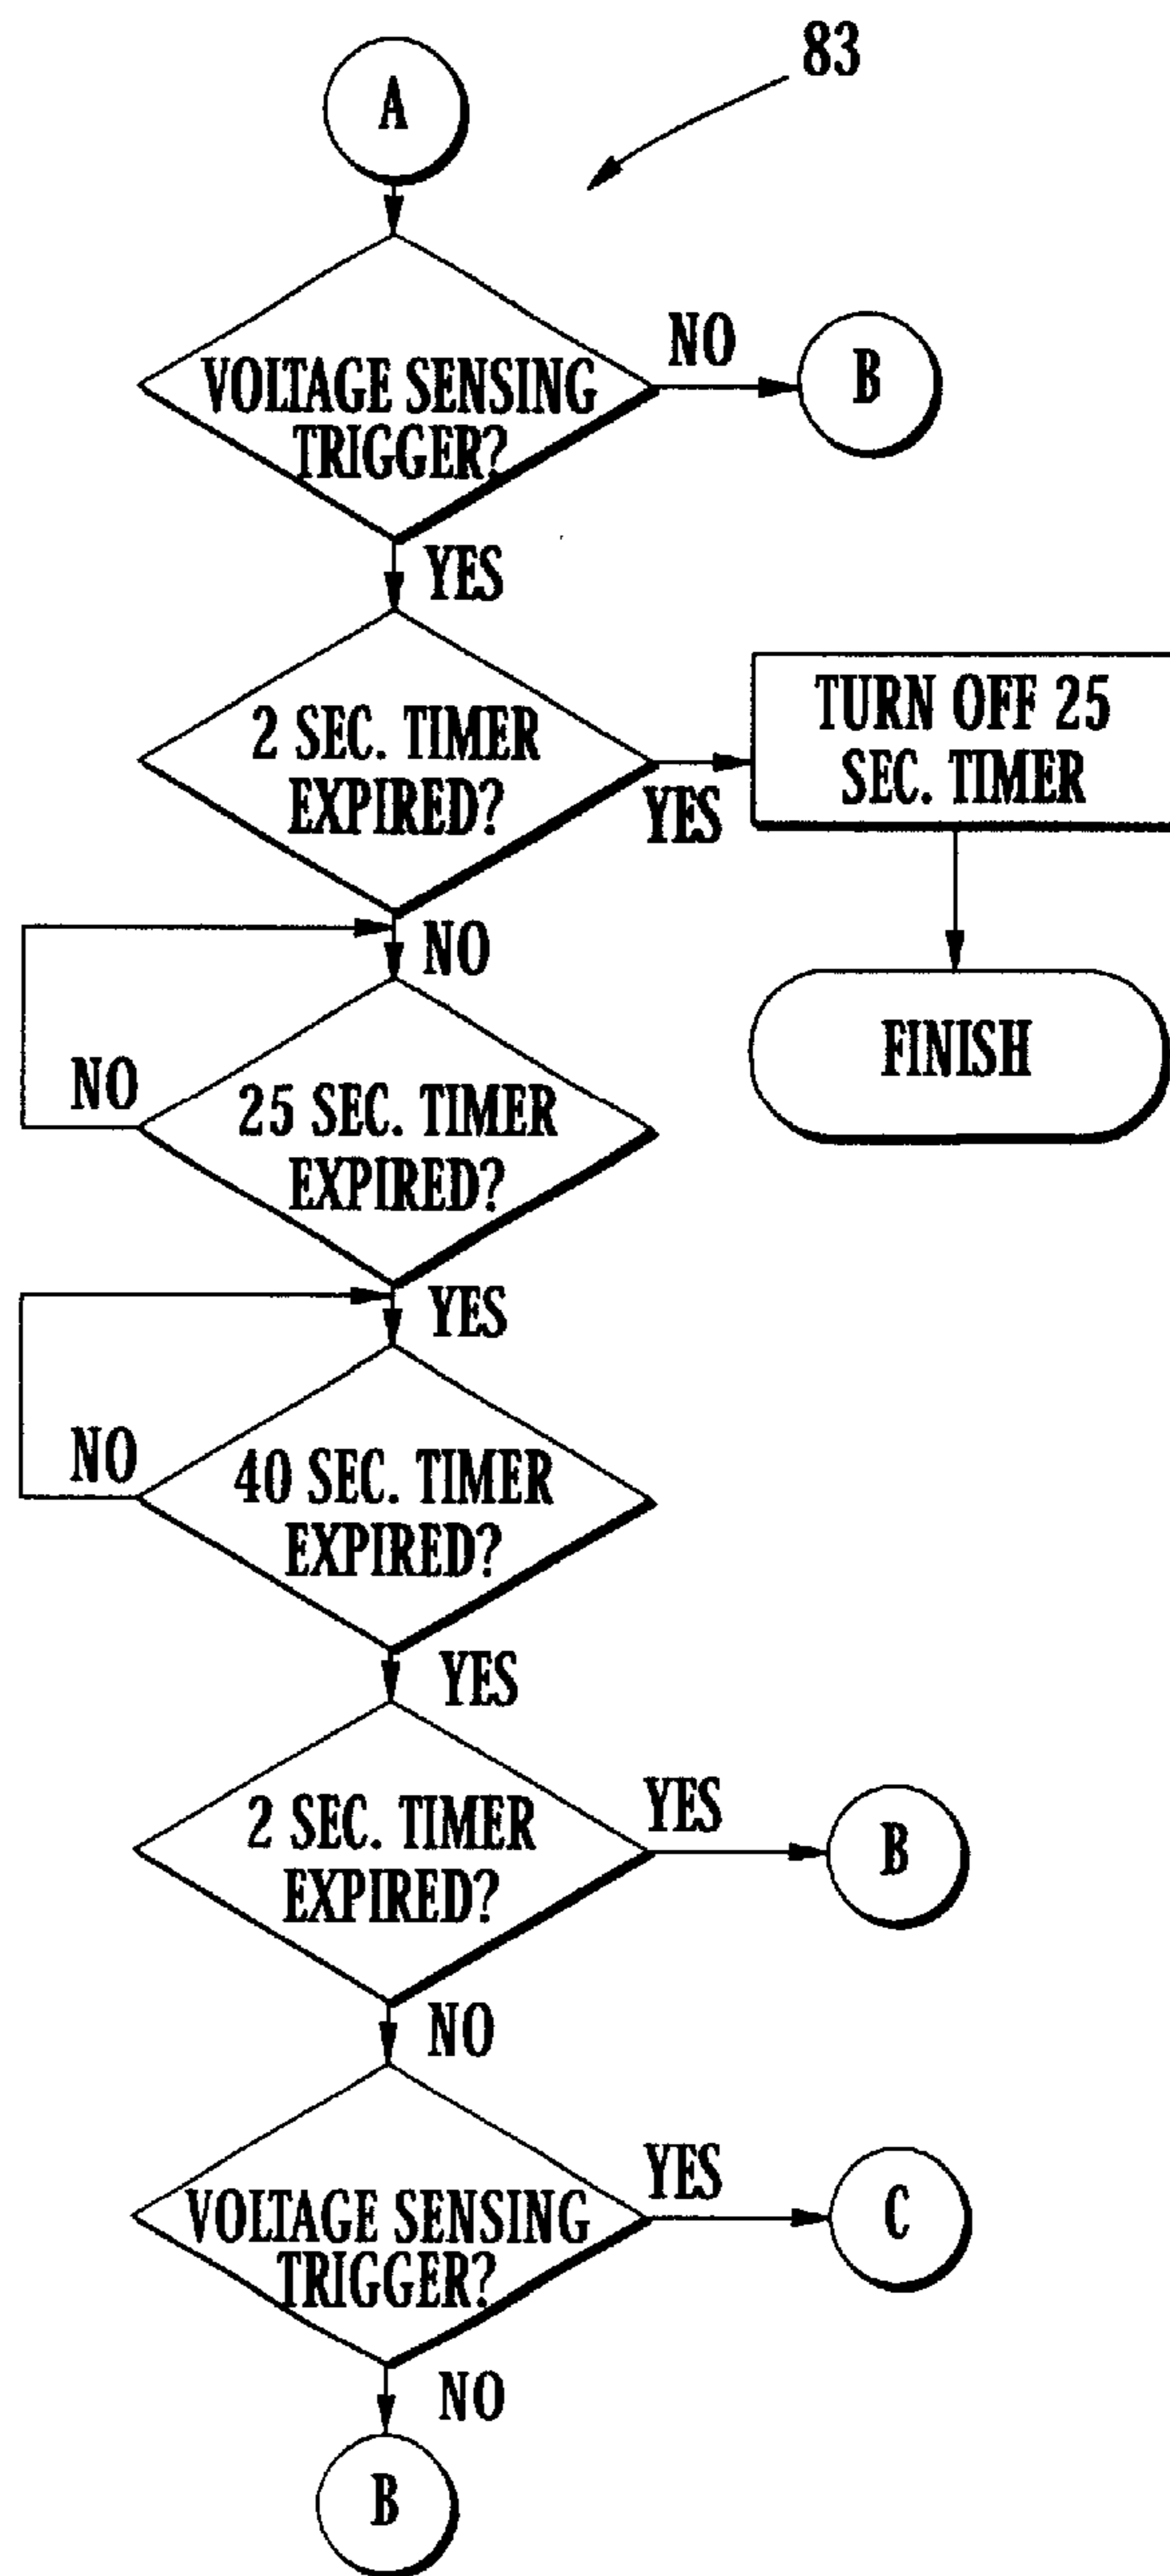 83
A
VOLTAGE SENSING
TRIGGER?
NO
B
YES
2 SEC. TIMER
EXPIRED?
YES
TURN OFF 25
SEC. TIMER
NO
FINISH
NO
25 SEC. TIMER
EXPIRED?
YES
NO
40 SEC. TIMER
EXPIRED?
YES
2 SEC. TIMER
EXPIRED?
YES
B
NO
VOLTAGE SENSING
TRIGGER?
YES
C
NO
B